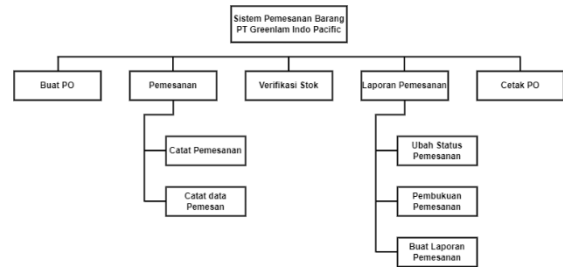 Sistem Pemesanan Barang
PT Greenlam Indo Pacific
Buat PO
Pemesanan
Verifikasi Stok
Laporan Pemesanan
Cetak PO
Catat Pemesanan
Catat data
Pemesan
Ubah Status
Pemesanan
Pembukuan
Pemesanan
Buat Laporan
Pemesanan